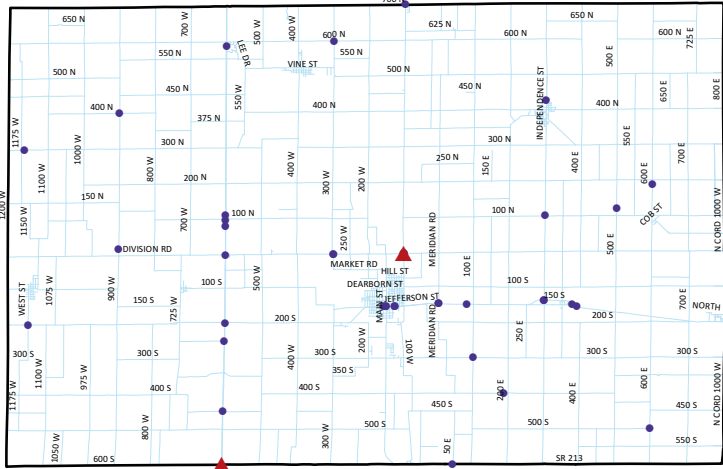 700 N
650 N
700 W
500 W
400 W
625 N
650 N
600 N
600 N
600 N
725 E
550 N
LEE DR
550 N
500 E
VINE ST
500 N
500 N
450 N
450 N
INDEPENDENCE ST
650 E
800 E
400 N
550 W
400 N
400 N
375 N
1175 W
1000 W
300 N
300 N
550 E
700 E
800 W
400 W
250 N
150 E
400 E
600 E
1100 W
200 N
300 W
200 W
150 N
1200 W
1150 W
700 W
100 N
100 N
COB ST
N CORD 1000 W
MERIDIAN RD
250 W
500 E
DIVISION RD
MARKET RD
HILL ST
100 E
WEST ST
1075 W
900 W
100 S
500 W
DEARBORN ST
100 S
150 S
725 W
MAIN ST
JEFFERSON ST
150 S
700 E
NORTH
200 S
200 S
MERIDIAN RD
250 E
200 W
300 S
300 S
300 S
100 W
300 S
300 S
400 W
350 S
1100 W
975 W
1175 W
400 S
400 S
200 E
400 E
600 E
N CORD 1000 W
450 S
450 S
800 W
500 S
500 S
300 W
50 E
550 S
1050 W
600 S
SR 213